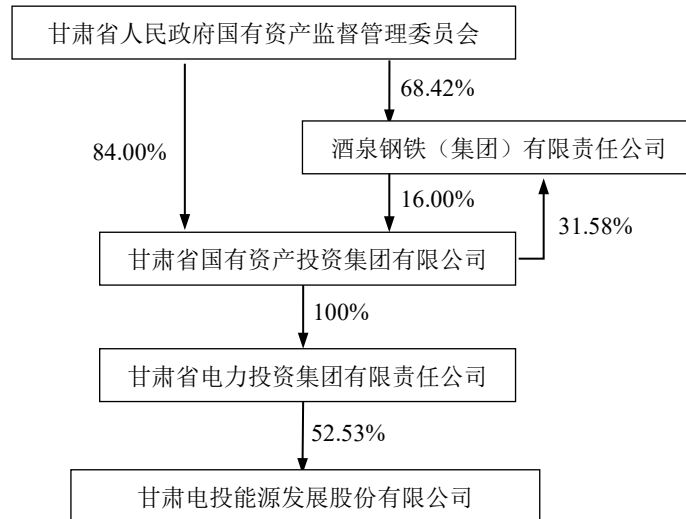 甘肃省人民政府国有资产监督管理委员会
68.42%
84.00%
酒泉钢铁（集团）有限责任公司
16.00%
31.58%
甘肃省国有资产投资集团有限公司
100%
甘肃省电力投资集团有限责任公司
52.53%
甘肃电投能源发展股份有限公司